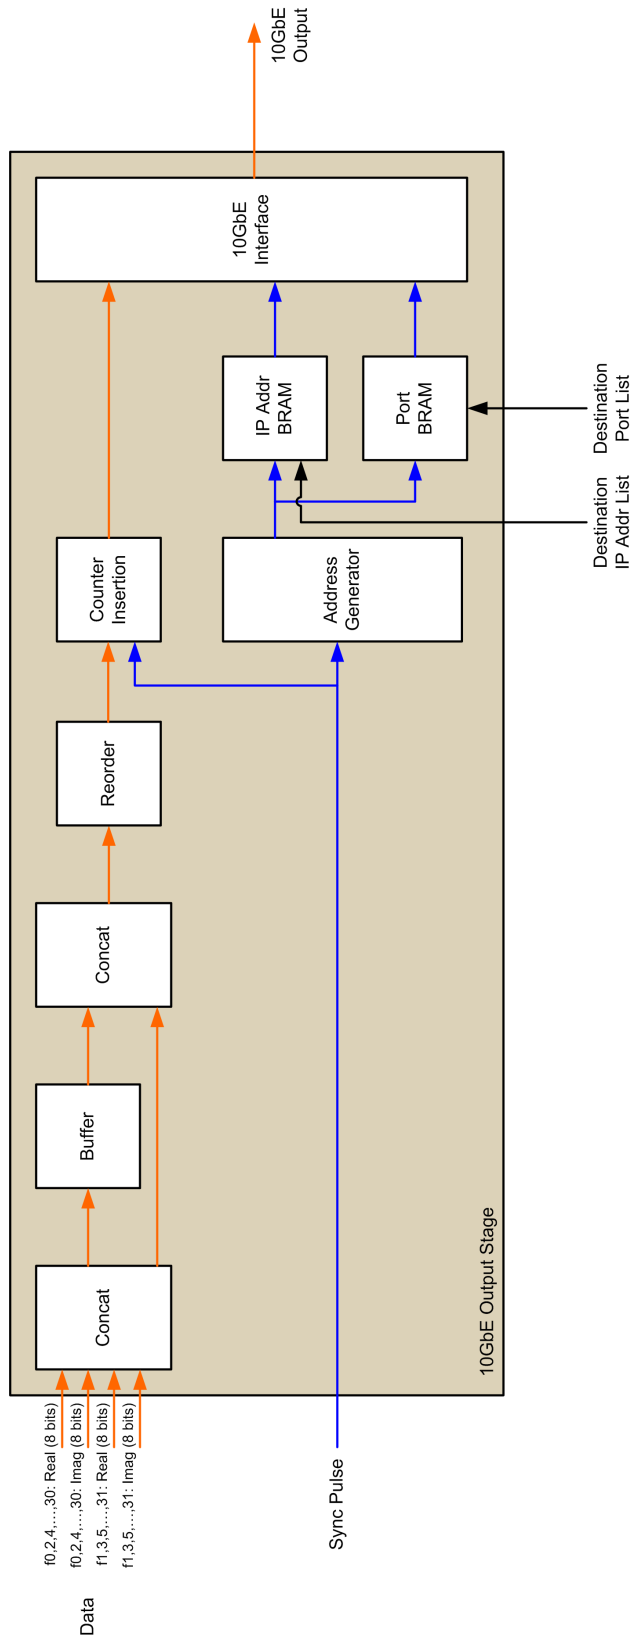 Data
f0,2,4,...,30: Real (8 bits)
f0,2,4,...,30: Imag (8 bits)
f1,3,5,...,31: Real (8 bits)
f1,3,5,...,31: Imag (8 bits)
Sync Pulse
Concat
Buffer
Concat
Reorder
Counter
Insertion
Address
Generator
IP Addr
BRAM
Port
BRAM
10GbE
Interface
10GbE
Output
10GbE Output Stage
Destination
IP Addr List
Destination
Port List